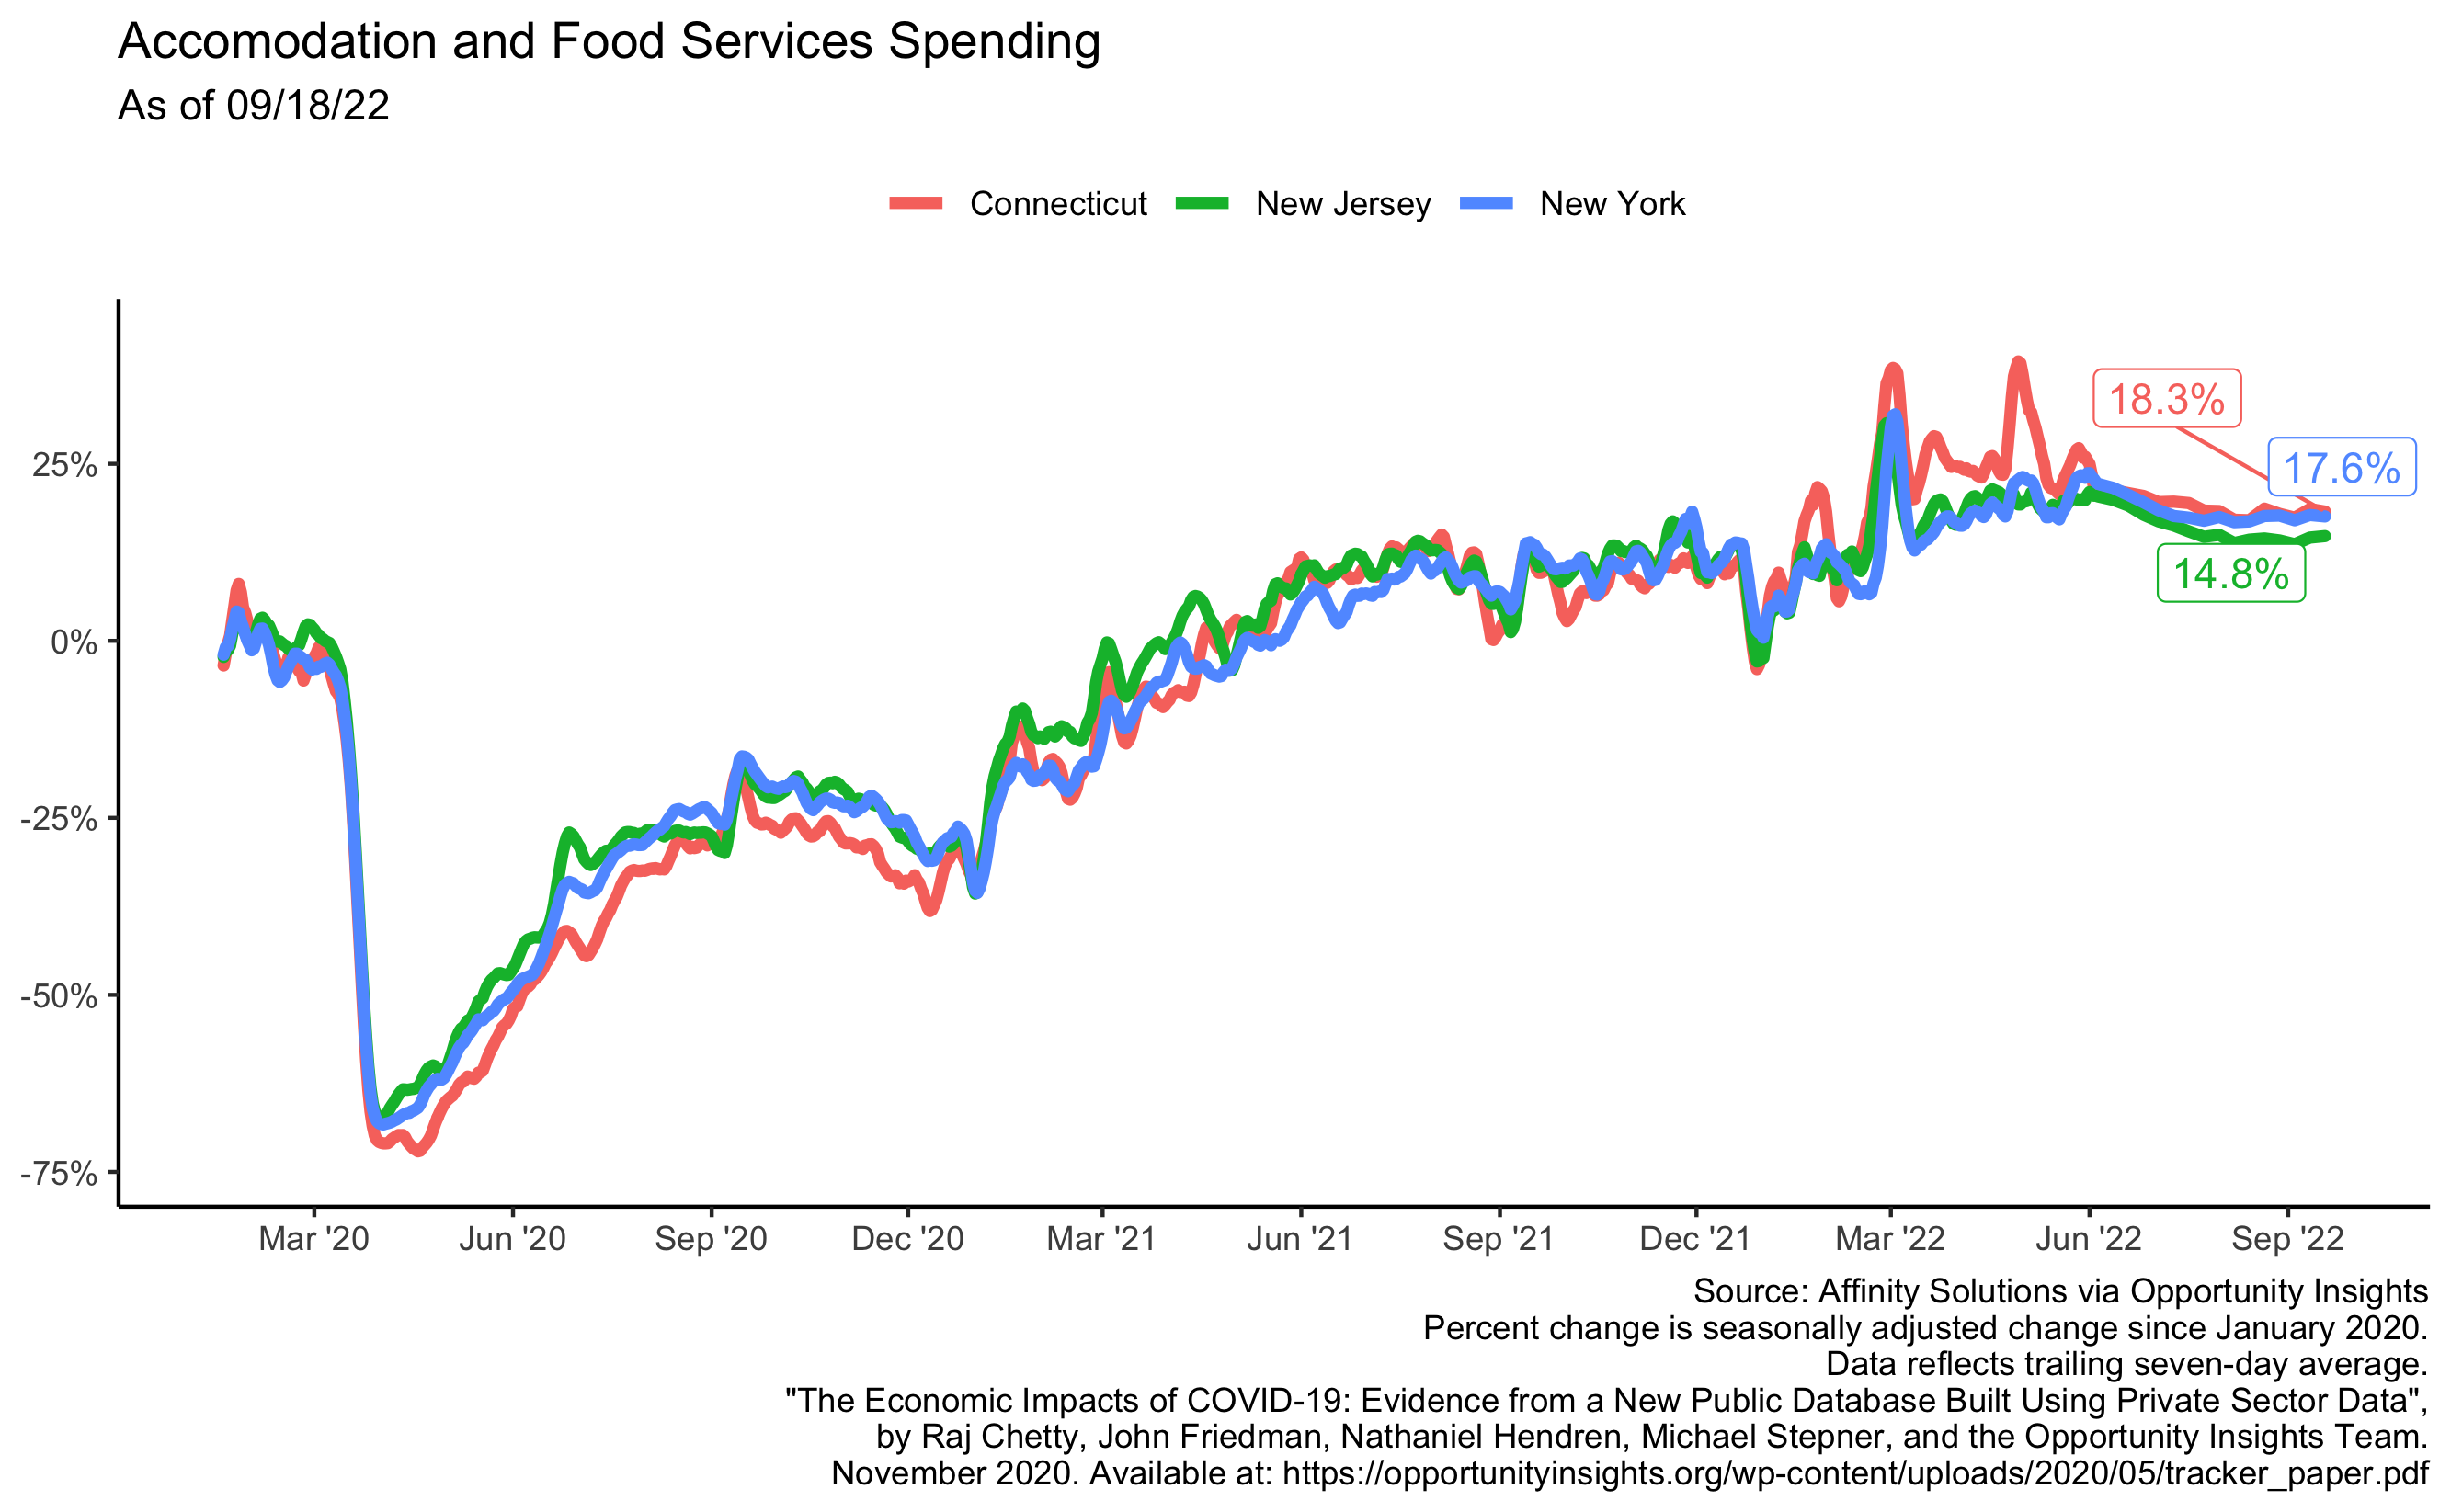 Accomodation and Food Services Spending
As of 09/18/22
Connecticut New Jersey New York
18.3%
17.6%
14.8%
25%
0%
-25%
-50%
-75%
Mar '20 Jun '20 Sep '20 Dec '20 Mar '21 Jun '21 Sep '21 Dec '21 Mar '22 Jun '22 Sep '22
Source: Affinity Solutions via Opportunity Insights
Percent change is seasonally adjusted change since January 2020.
Data reflects trailing seven-day average.
"The Economic Impacts of COVID-19: Evidence from a New Public Database Built Using Private Sector Data",
by Raj Chetty, John Friedman, Nathaniel Hendren, Michael Stepner, and the Opportunity Insights Team.
November 2020. Available at: https://opportunityinsights.org/wp-content/uploads/2020/05/tracker_paper.pdf